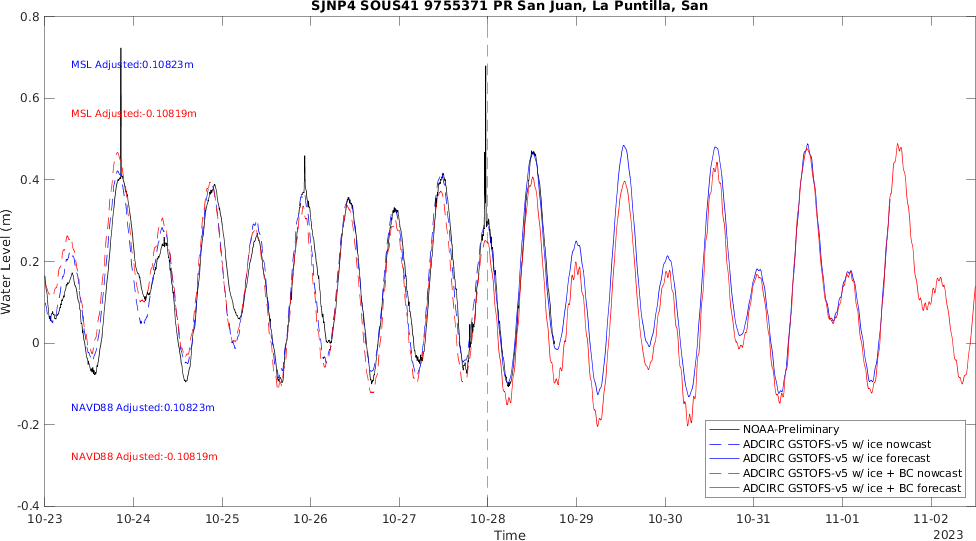 SJNP4 SOUS41 9755371 PR San Juan, La Puntilla, San
0.8
0.6
0.4
0.2
0
-0.2
-0.4
Water Level (m)
MSL Adjusted:0.10823m
MSL Adjusted:-0.10819m
NAVD88 Adjusted:0.10823m
NAVD88 Adjusted:-0.10819m
NOAA-Preliminary
ADCIRC GSTOFS-v5 w/ ice nowcast
ADCIRC GSTOFS-v5 w/ ice forecast
ADCIRC GSTOFS-v5 w/ ice + BC nowcast
ADCIRC GSTOFS-v5 w/ ice + BC forecast
10-23 10-24 10-25 10-26 10-27 10-28 10-29 10-30 10-31 11-01 11-02
Time
2023